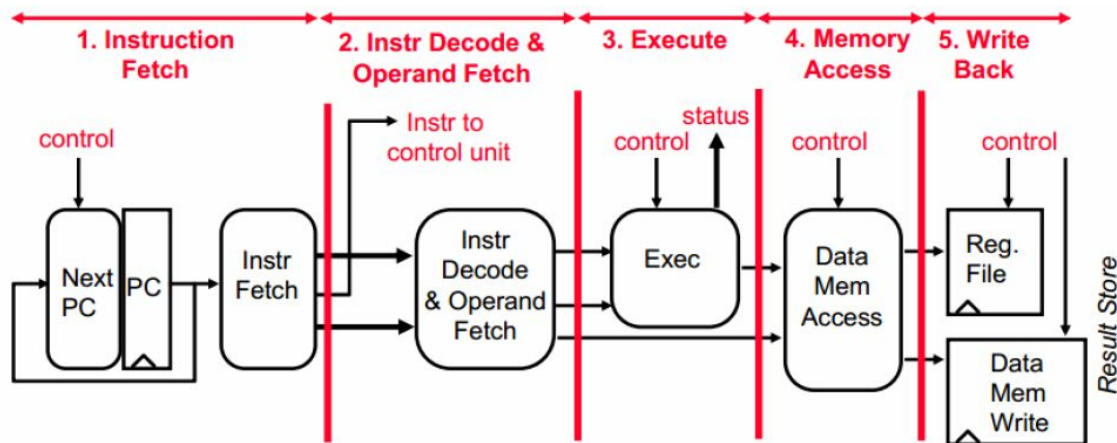 1. Instruction
Fetch
2. Instr Decode &
Operand Fetch
3. Execute
4. Memory
Access
5. Write
Back
control
Instr to
control unit
control
status
control
control
Next
PC
PC
Instr
Fetch
Instr
Decode
& Operand
Fetch
Exec
Data
Mem
Access
Reg.
File
Data
Mem
Write
Result Store